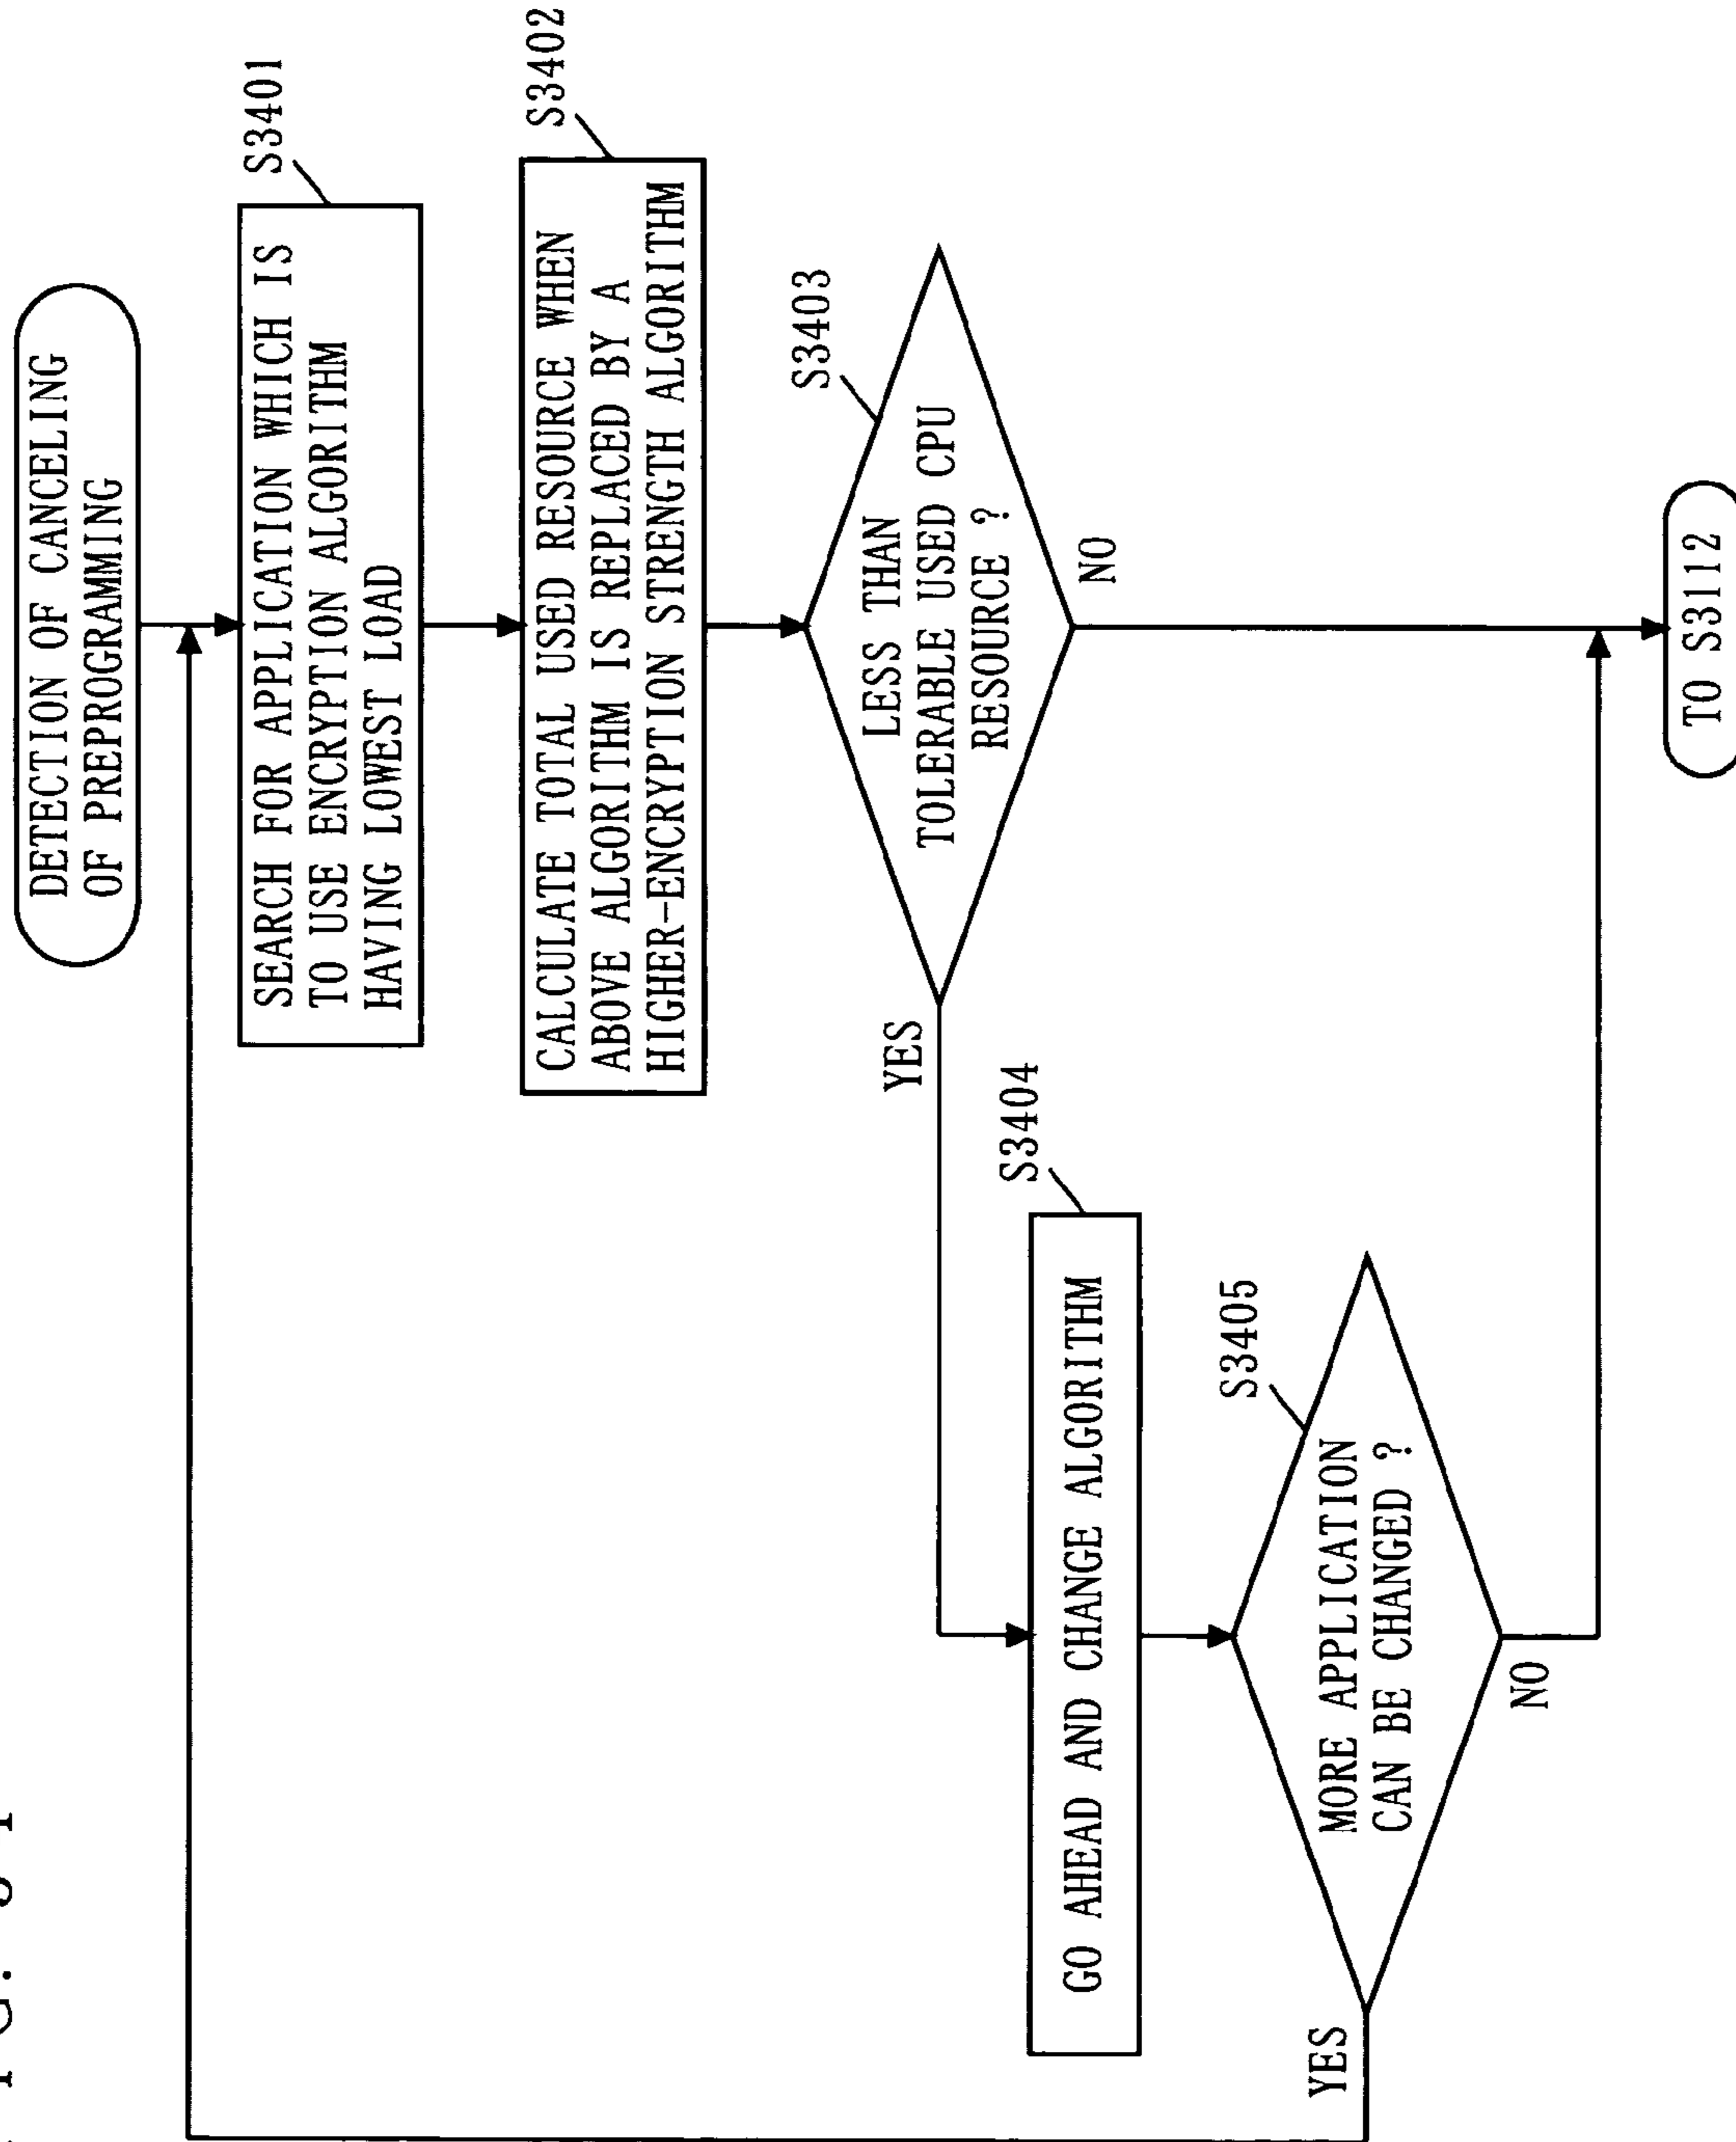 DETECTION OF CANCELING
OF PREPROGRAMMING
S3401
SEARCH FOR APPLICATION WHICH IS
TO USE ENCRYPTION ALGORITHM
HAVING LOWEST LOAD
S3402
CALCULATE TOTAL USED RESOURCE WHEN
ABOVE ALGORITHM IS REPLACED BY A
HIGHER-ENCRYPTION STRENGTH ALGORITHM
S3403
LESS THAN
TOLERABLE USED CPU
RESOURCE ?
YES
NO
S3404
GO AHEAD AND CHANGE ALGORITHM
S3405
MORE APPLICATION
CAN BE CHANGED ?
YES
NO
TO S3112